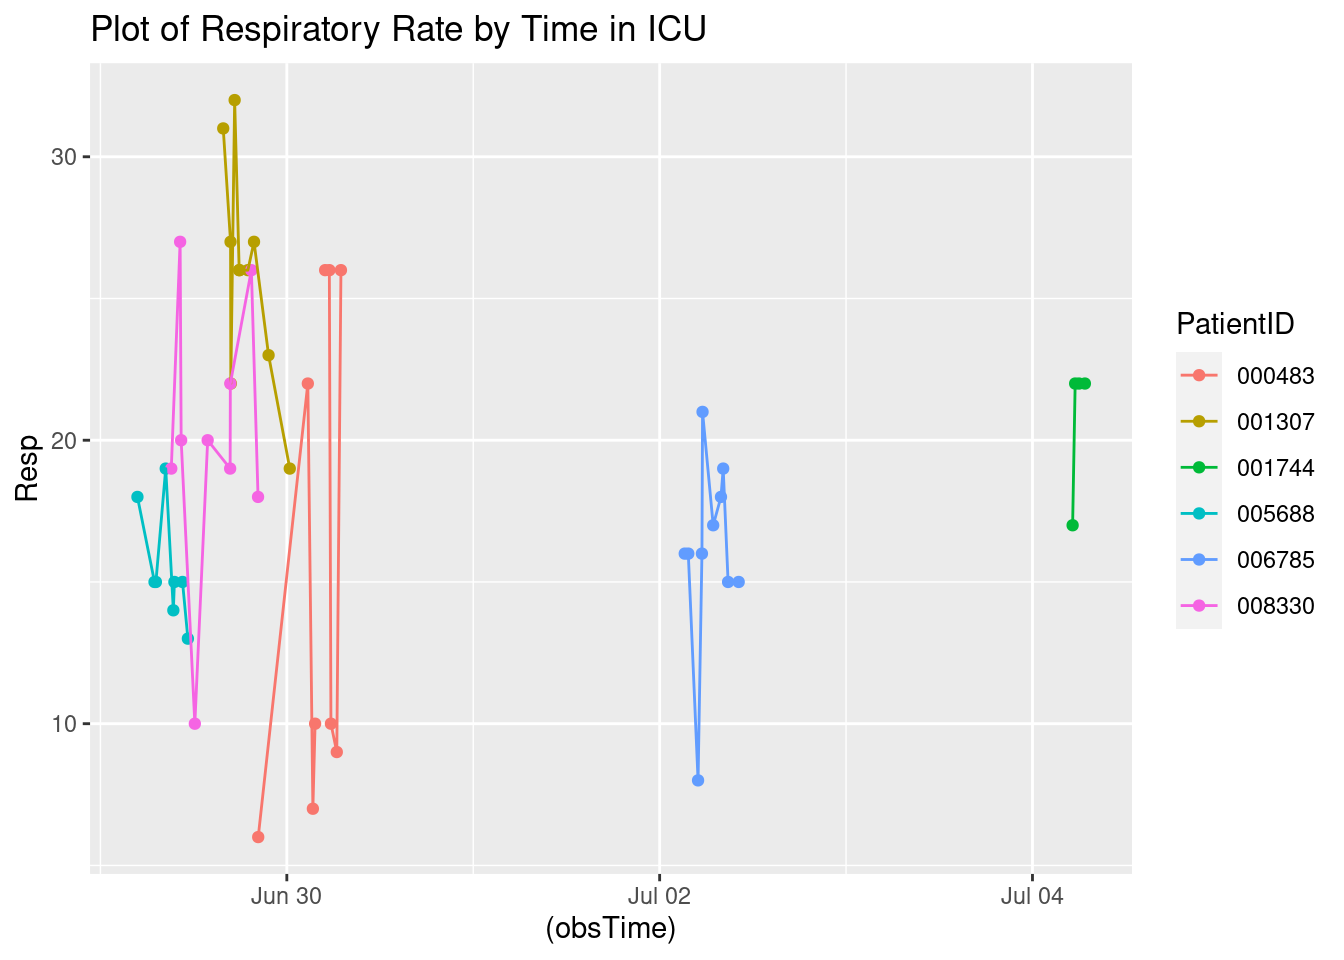 Plot of Respiratory Rate by Time in ICU
30
20
10
Resp
Jun 30
Jul 02
Jul 04
(obsTime)
PatientID
000483
001307
001744
005688
006785
008330